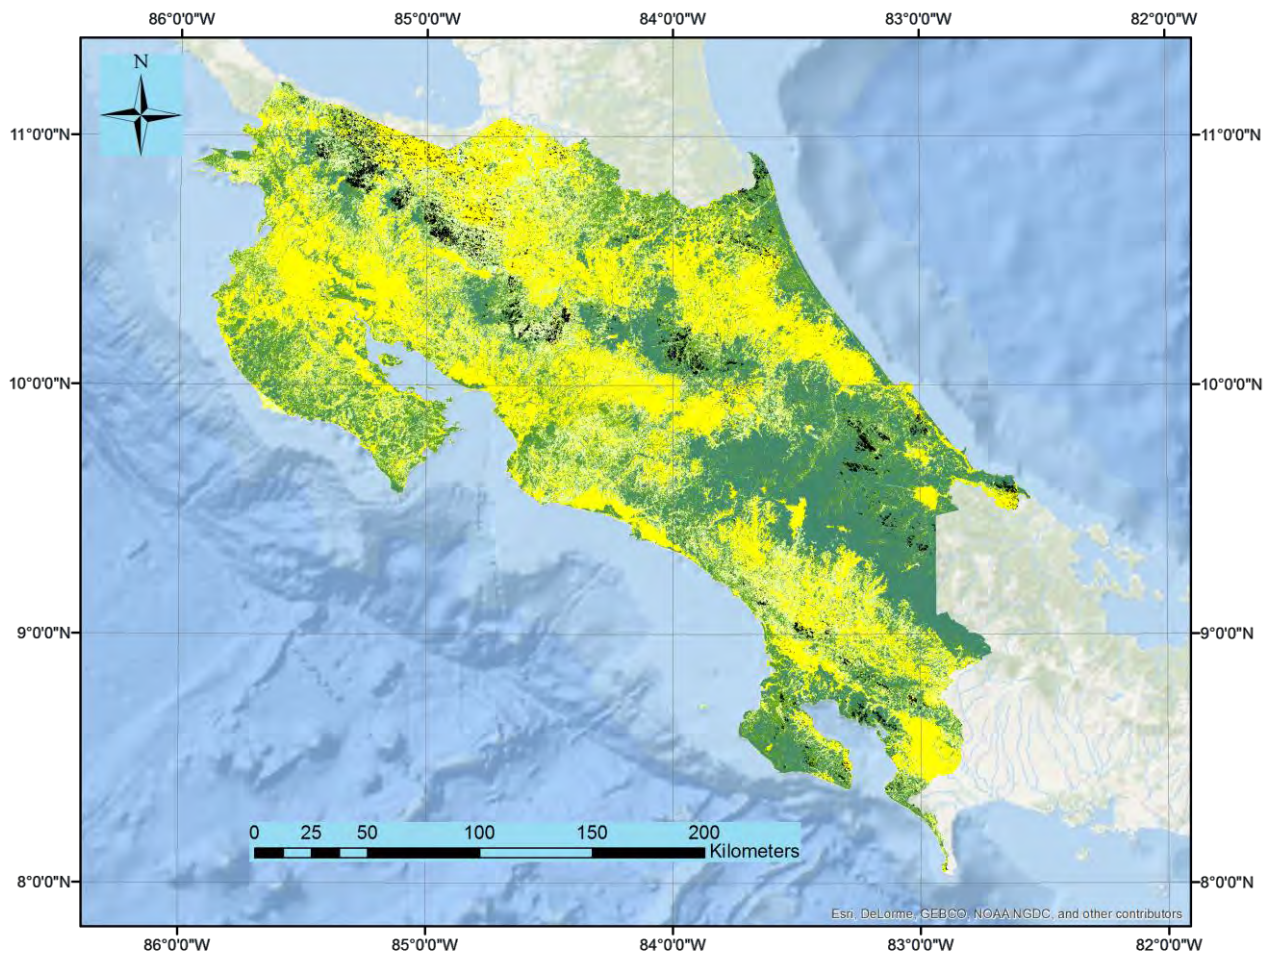 86°0'0"W 85°0'0"W 84°0'0"W 83°0'0"W 82°0'0"W
N
11°0'0"N 11°0'0"N
10°0'0"N 10°0'0"N
9°0'0"N 9°0'0"N
0 25 50 100 150 200
Kilometers
8°0'0"N 8°0'0"N
Esri, DeLorme, GEBCO, NOAA NGDC, and other contributors
86°0'0"W 85°0'0"W 84°0'0"W 83°0'0"W 82°0'0"W